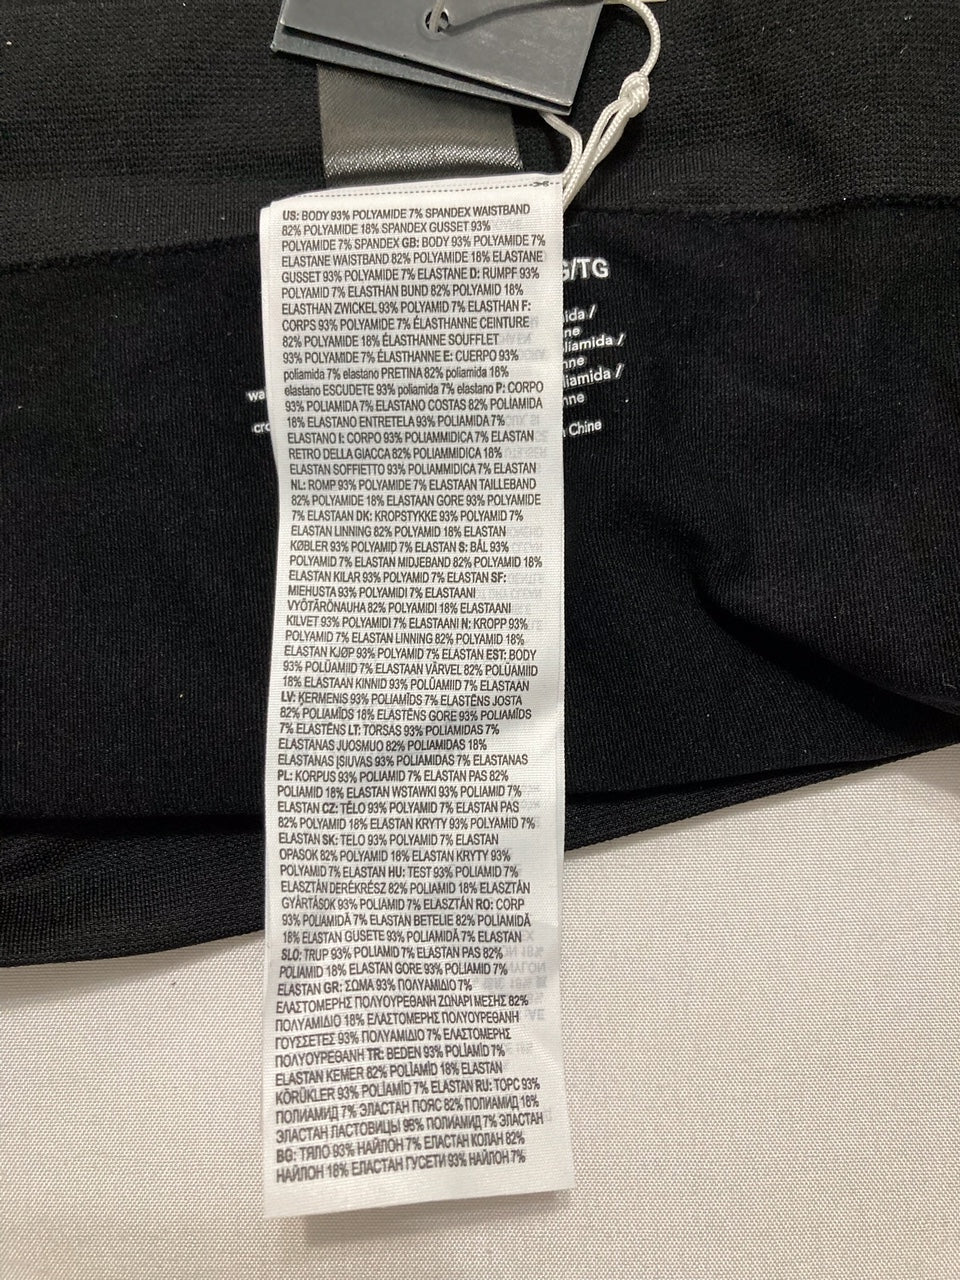 US: BODY 93% POLYAMIDE 7% SPANDEX WAISTBAND
82% POLYAMIDE 18% SPANDEX GUSSET 93%
POLYAMIDE 7% SPANDEX GB: BODY 93% POLYAMIDE 7%
ELASTANE WAISTBAND 82% POLYAMIDE 18% ELASTANE
GUSSET 93% POLYAMIDE 7% ELASTANE D: RUMPF 93%
POLYAMID 7% ELASTHAN BUND 82% POLYAMID 18%
ELASTHAN ZWICKEL 93% POLYAMID 7% ELASTHAN F:
CORPS 93% POLYAMIDE 7% ÉLASTHANNE CEINTURE
82% POLYAMIDE 18% ÉLASTHANNE SOUFFLET
93% POLYAMIDE 7% ÉLASTHANNE E: CUERPO 93%
poliamida 7% elastano PRETINA 82% poliamida 18%
elastano ESCUDETE 93% poliamida 7% elastano P: CORPO
93% POLIAMIDA 7% ELASTANO COSTAS 82% POLIAMIDA
18% ELASTANO ENTRETELA 93% POLIAMIDA 7%
ELASTANO I: CORPO 93% POLIAMMIDICA 7% ELASTAN
RETRO DELLA GIACCA 82% POLIAMMIDICA 18%
ELASTAN SOFFIETTO 93% POLIAMMIDICA 7% ELASTAN
NL: ROMP 93% POLYAMIDE 7% ELASTAAN TAILLEBAND
82% POLYAMIDE 18% ELASTAAN GORE 93% POLYAMIDE
7% ELASTAAN DK: KROPSTYKKE 93% POLYAMID 7%
ELASTAN LINNING 82% POLYAMID 18% ELASTAN
KØBLER 93% POLYAMID 7% ELASTAN S: BÅL 93%
POLYAMID 7% ELASTAN MIDJEBAND 82% POLYAMID 18%
ELASTAN KILAR 93% POLYAMID 7% ELASTAN SF:
MIEHUSTA 93% POLYAMIDI 7% ELASTAANI
VYÖTÄRÖNAUHA 82% POLYAMIDI 18% ELASTAANI
KILVET 93% POLYAMIDI 7% ELASTAANI N: KROPP 93%
POLYAMID 7% ELASTAN LINNING 82% POLYAMID 18%
ELASTAN KJØP 93% POLYAMID 7% ELASTAN EST: BODY
93% POLÜAMIID 7% ELASTAAN VÄRVEL 82% POLÜAMIID
18% ELASTAAN KINNID 93% POLÜAMIID 7% ELASTAAN
LV: ĶERMENIS 93% POLIAMĪDS 7% ELASTĒNS JOSTA
82% POLIAMĪDS 18% ELASTĒNS GORE 93% POLIAMĪDS
7% ELASTĒNS LT: TORSAS 93% POLIAMIDAS 7%
ELASTANAS JUOSMUO 82% POLIAMIDAS 18%
ELASTANAS ĮSIUVAS 93% POLIAMIDAS 7% ELASTANAS
PL: KORPUS 93% POLIAMID 7% ELASTAN PAS 82%
POLIAMID 18% ELASTAN WSTAWKI 93% POLIAMID 7%
ELASTAN CZ: TĚLO 93% POLYAMID 7% ELASTAN PAS
82% POLYAMID 18% ELASTAN KRYTY 93% POLYAMID 7%
ELASTAN SK: TELO 93% POLYAMID 7% ELASTAN
OPASOK 82% POLYAMID 18% ELASTAN KRYTY 93%
POLYAMID 7% ELASTAN HU: TEST 93% POLIAMID 7%
ELASZTÁN DERÉKRÉSZ 82% POLIAMID 18% ELASZTÁN
GYÁRTÁSOK 93% POLIAMID 7% ELASZTÁN RO: CORP
93% POLIAMIDĂ 7% ELASTAN BETELIE 82% POLIAMIDĂ
18% ELASTAN GUSETE 93% POLIAMIDĂ 7% ELASTAN
SLO: TRUP 93% POLIAMID 7% ELASTAN PAS 82%
POLIAMID 18% ELASTAN GORE 93% POLIAMID 7%
ELASTAN GR: ΣΩΜΑ 93% ΠΟΛΥΑΜΙΔΙΟ 7%
ΕΛΑΣΤΟΜΕΡΗΣ ΠΟΛΥΟΥΡΕΘΑΝΗ ΖΩΝΑΡΙ ΜΕΣΗΣ 82%
ΠΟΛΥΑΜΙΔΙΟ 18% ΕΛΑΣΤΟΜΕΡΗΣ ΠΟΛΥΟΥΡΕΘΑΝΗ
ΓΟΥΣΣΕΤΕΣ 93% ΠΟΛΥΑΜΙΔΙΟ 7% ΕΛΑΣΤΟΜΕΡΗΣ
ΠΟΛΥΟΥΡΕΘΑΝΗ TR: BEDEN 93% POLİAMİD 7%
ELASTAN KEMER 82% POLİAMİD 18% ELASTAN
KÖRÜKLER 93% POLİAMİD 7% ELASTAN RU: ТОРС 93%
ПОЛИАМИД 7% ЭЛАСТАН ПОЯС 82% ПОЛИАМИД 18%
ЭЛАСТАН ЛАСТОВИЦЫ 93% ПОЛИАМИД 7% ЭЛАСТАН
BG: ТЯЛО 93% НАЙЛОН 7% ЕЛАСТАН КОЛАН 82%
НАЙЛОН 18% ЕЛАСТАН ГУСЕТИ 93% НАЙЛОН 7%
G/TG
Chine